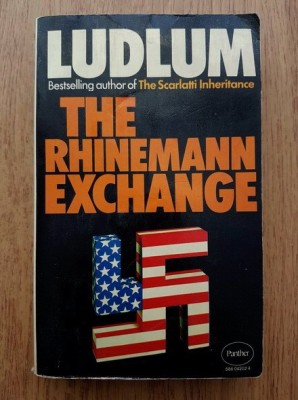 LUDLUM
Bestselling author of The Scarlatti Inheritance
THE
RHINEMANN
EXCHANGE
Panther